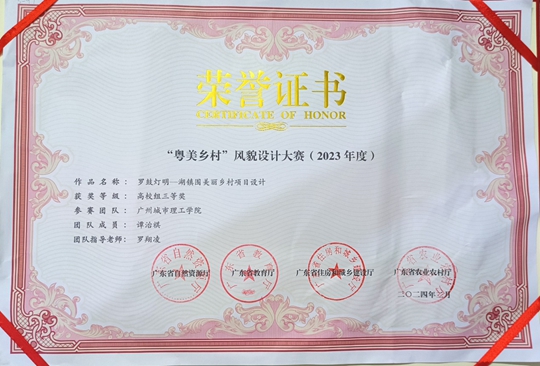 荣誉证书
CERTIFICATE OF HONOR
“粤美乡村”风貌设计大赛（2023年度）
作品名称：罗鼓灯明—湖镇围美丽乡村项目设计
获奖等级：高校组三等奖
参赛团队：广州城市理工学院
团队成员：谭治祺
团队指导老师：罗翔凌
广东省自然资源厅 广东省教育厅 广东省住房和城乡建设厅 广东省农业农村厅
二〇二四年三月